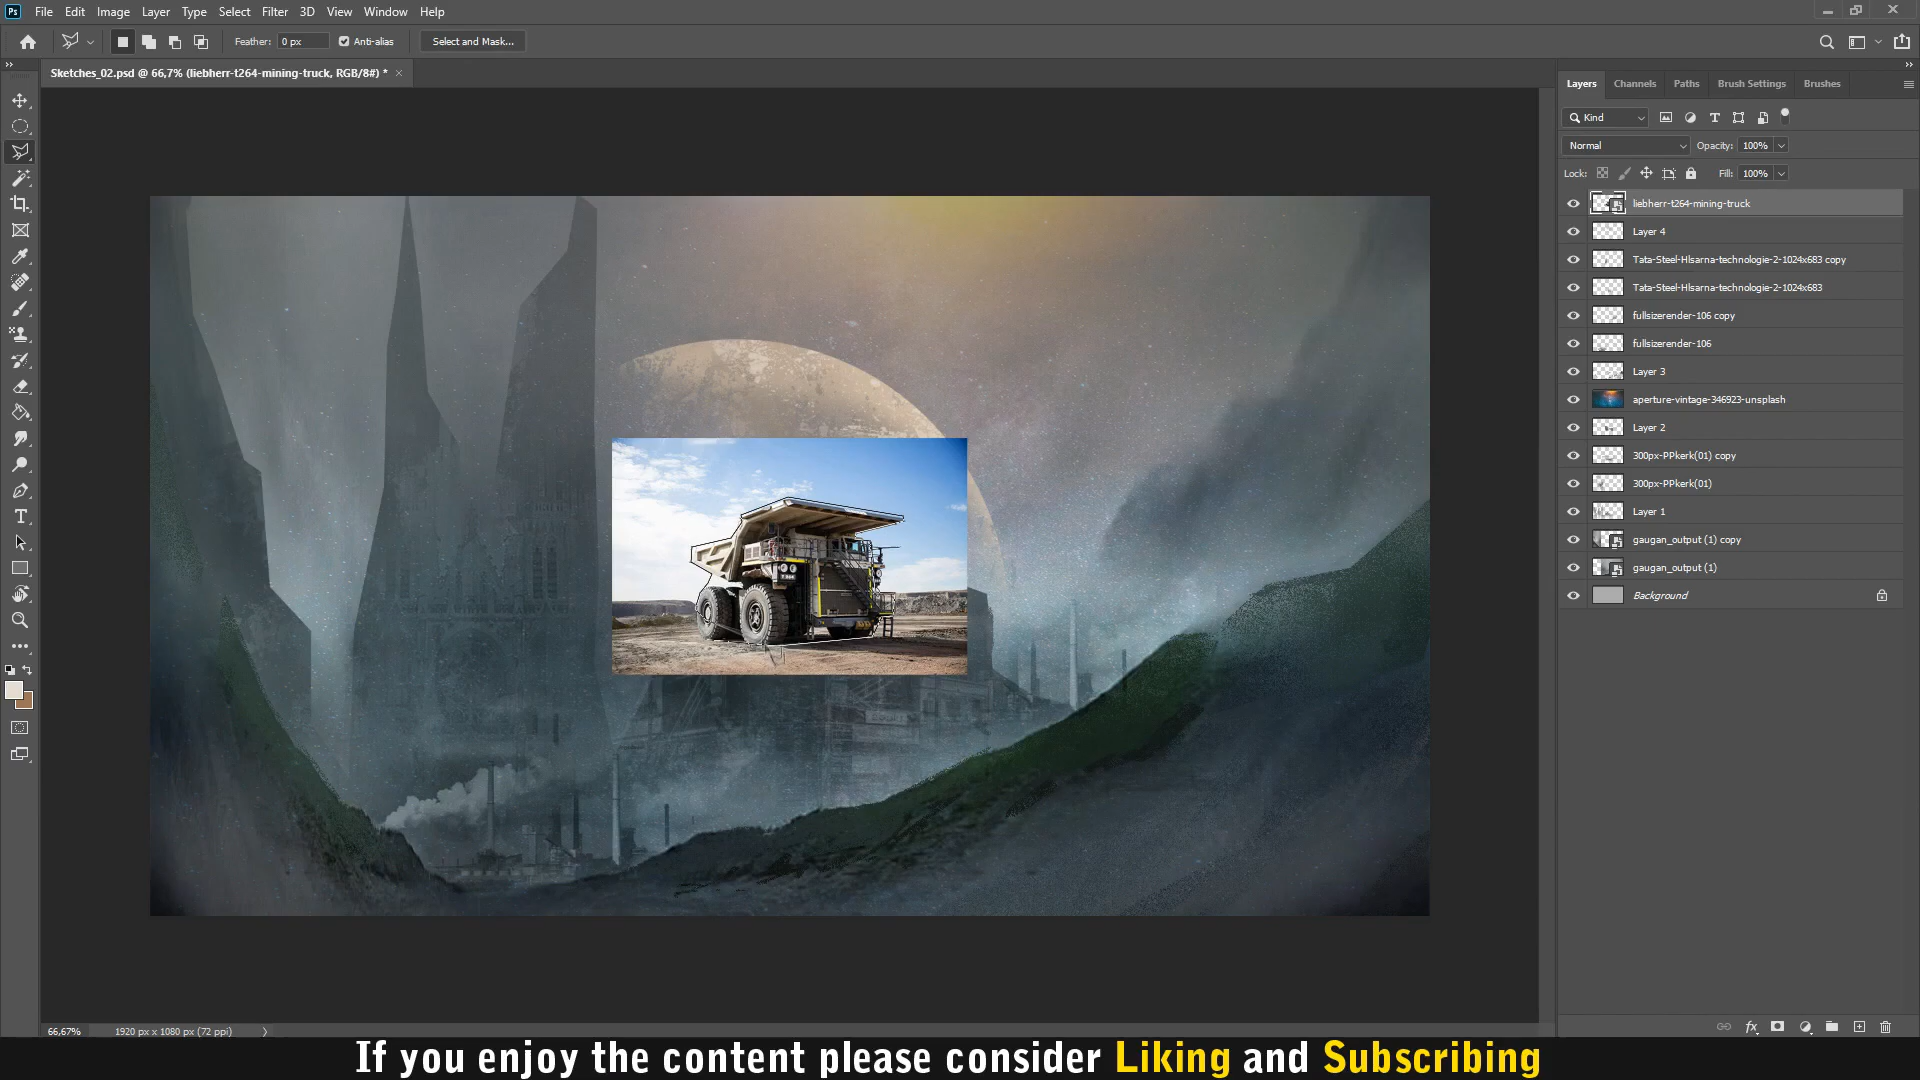 Ps File Edit Image Layer Type Select Filter 3D View Window Help
Feather: 0 px Anti-alias Select and Mask...
Sketches_02.psd @ 66,7% (liebherr-t264-mining-truck, RGB/8#) *
Layers Channels Paths Brush Settings Brushes
Kind
Normal Opacity: 100%
Lock: Fill: 100%
liebherr-t264-mining-truck
Layer 4
Tata-Steel-HIsarna-technologie-2-1024x683 copy
Tata-Steel-HIsarna-technologie-2-1024x683
fullsizerender-106 copy
fullsizerender-106
Layer 3
aperture-vintage-346923-unsplash
Layer 2
300px-PPkerk(01) copy
300px-PPkerk(01)
Layer 1
gaugan_output (1) copy
gaugan_output (1)
Background
66,67% 1920 px x 1080 px (72 ppi)
If you enjoy the content please consider Liking and Subscribing